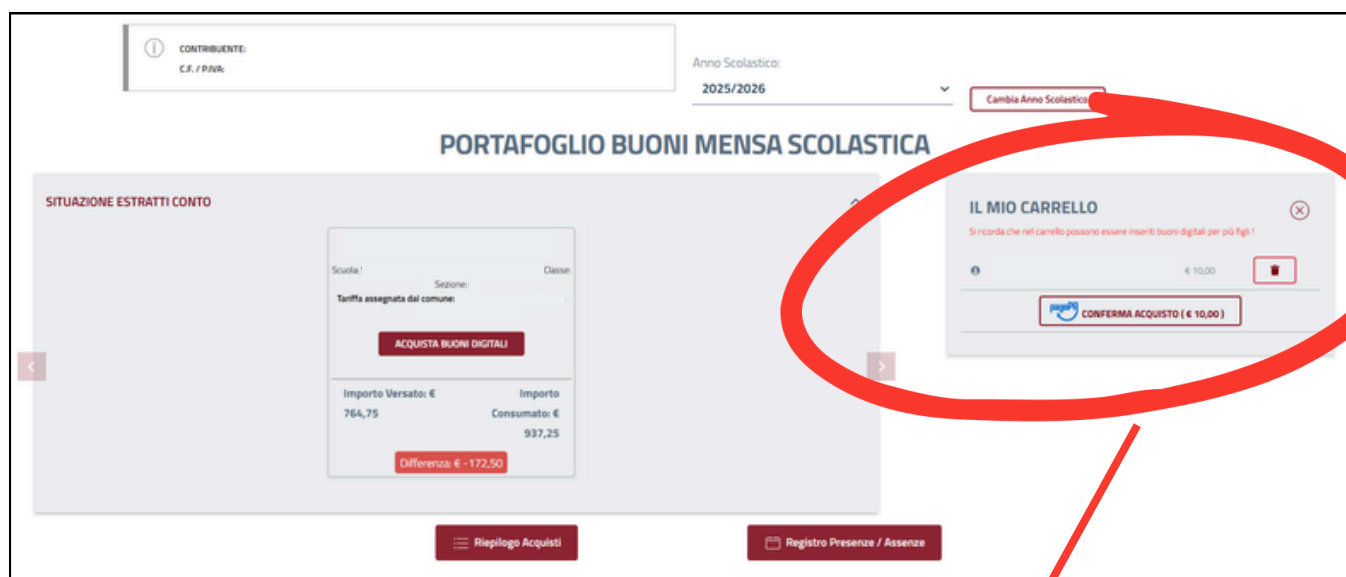 CONTRIBUENTE:
C.F. / P.IVA:
Anno Scolastico:
2025/2026
Cambia Anno Scolastico
PORTAFOGLIO BUONI MENSA SCOLASTICA
SITUAZIONE ESTRATTI CONTO
Scuola: Classe
Sezione:
Tariffa assegnata dal comune:
ACQUISTA BUONI DIGITALI
Importo Versato: € 764,75
Importo Consumato: € 937,25
Differenza: € -172,50
IL MIO CARRELLO
Si ricorda che nel carrello possono essere inseriti buoni digitali per più figli !
€ 10,00
pagoPA CONFERMA ACQUISTO ( € 10,00 )
Riepilogo Acquisti
Registro Presenze / Assenze